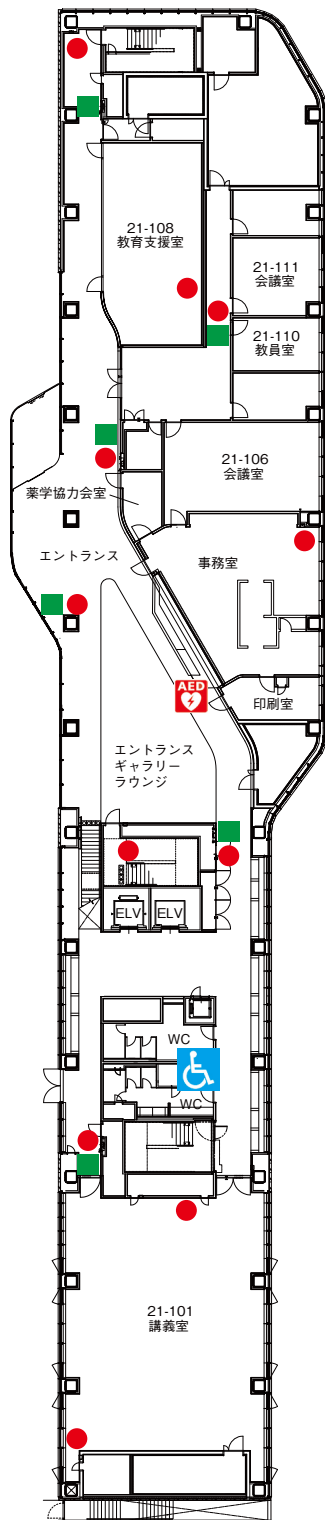 21-108
教育支援室
21-111
会議室
21-110
教員室
21-106
会議室
薬学協力会室
エントランス
事務室
AED
印刷室
エントランス
ギャラリー
ラウンジ
ELV
ELV
WC
WC
21-101
講義室